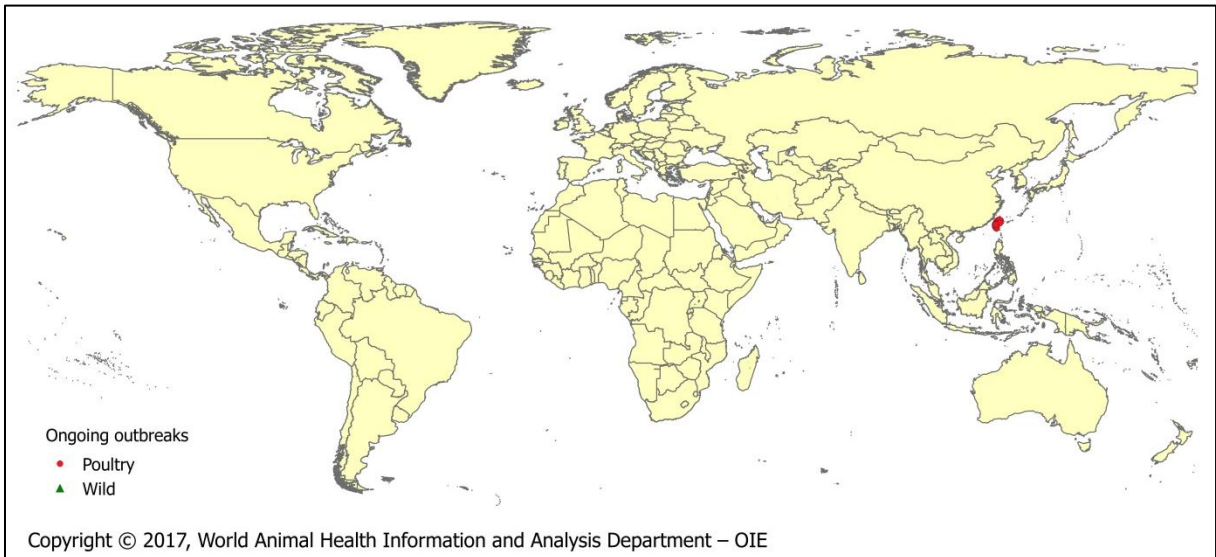 Ongoing outbreaks
Poultry
Wild
Copyright © 2017, World Animal Health Information and Analysis Department – OIE